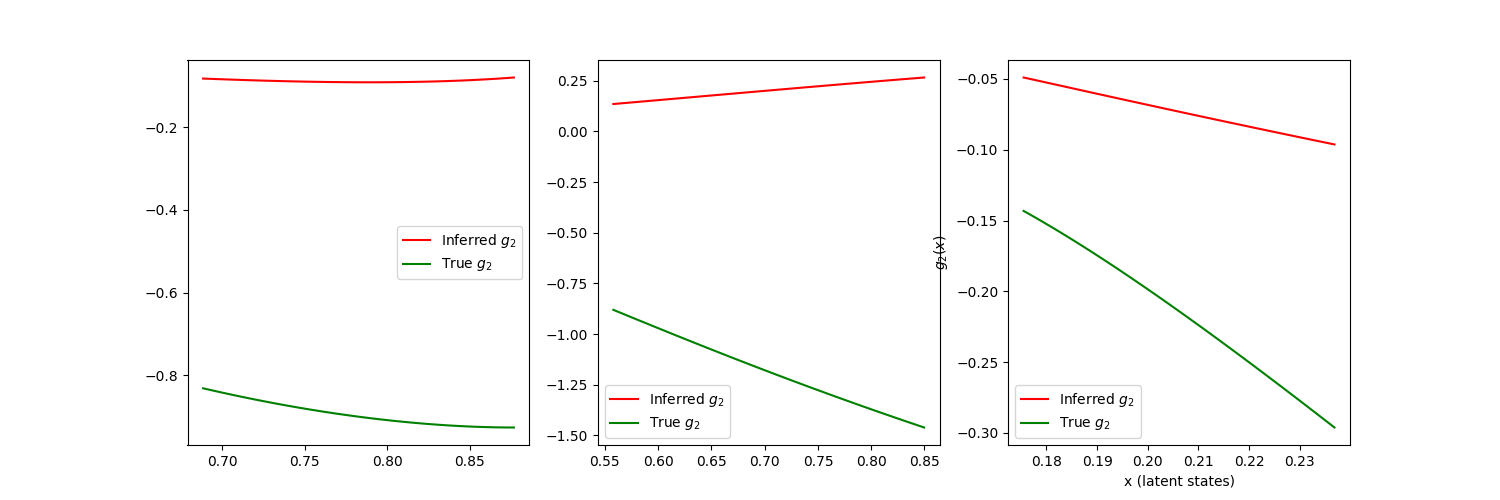 −0.2
−0.4
−0.6
−0.8
0.70 0.75 0.80 0.85
Inferred g₂
True g₂
0.25
0.00
−0.25
−0.50
−0.75
−1.00
−1.25
−1.50
0.55 0.60 0.65 0.70 0.75 0.80 0.85
Inferred g₂
True g₂
g₂(x)
−0.05
−0.10
−0.15
−0.20
−0.25
−0.30
0.18 0.19 0.20 0.21 0.22 0.23
x (latent states)
Inferred g₂
True g₂